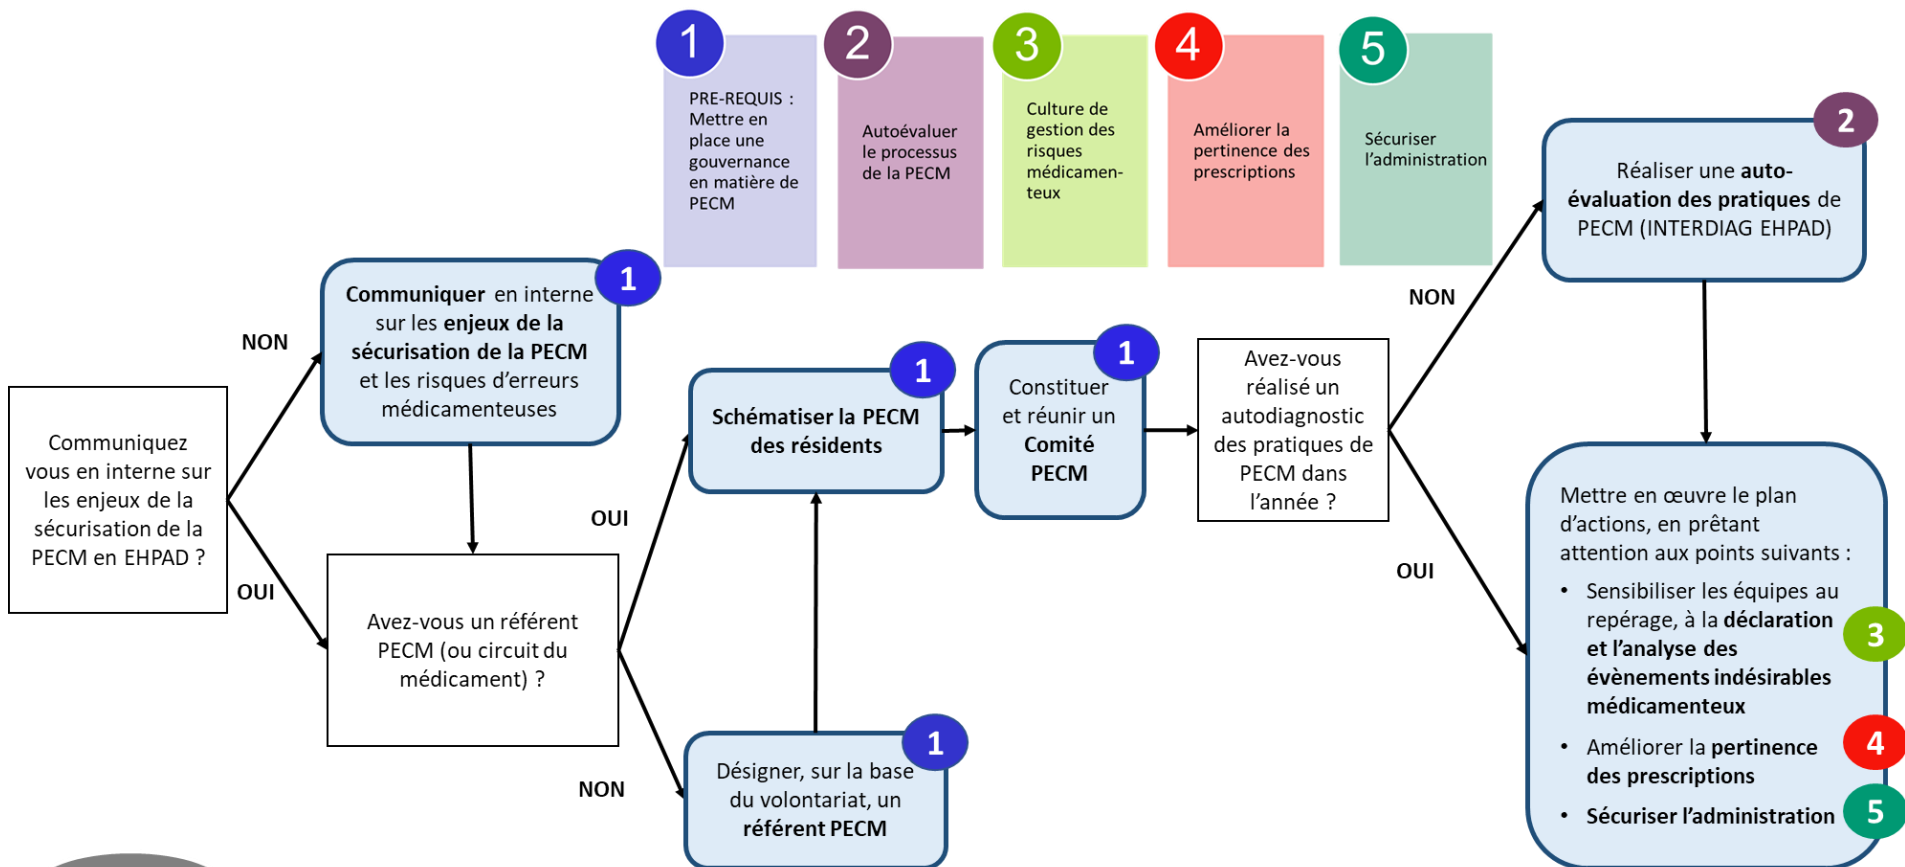 1
PRE-REQUIS :
Mettre en
place une
gouvernance
en matière de
PECM
2
Autoévaluer
le processus
de la PECM
3
Culture de
gestion des
risques
médicamen-
teux
4
Améliorer la
pertinence des
prescriptions
5
Sécuriser
l'administration
Communiquez
vous en interne sur
les enjeux de la
sécurisation de la
PECM en EHPAD ?
NON
OUI
1
Communiquer en interne
sur les enjeux de la
sécurisation de la PECM
et les risques d'erreurs
médicamenteuses
Avez-vous un référent
PECM (ou circuit du
médicament) ?
OUI
NON
1
Schématiser la PECM
des résidents
1
Désigner, sur la base
du volontariat, un
référent PECM
1
Constituer
et réunir un
Comité
PECM
Avez-vous
réalisé un
autodiagnostic
des pratiques de
PECM dans
l'année ?
NON
OUI
2
Réaliser une auto-
évaluation des pratiques de
PECM (INTERDIAG EHPAD)
Mettre en œuvre le plan
d'actions, en prêtant
attention aux points suivants :
• Sensibiliser les équipes au
repérage, à la déclaration
et l'analyse des
évènements indésirables
médicamenteux
3
• Améliorer la pertinence
des prescriptions
4
• Sécuriser l'administration
5